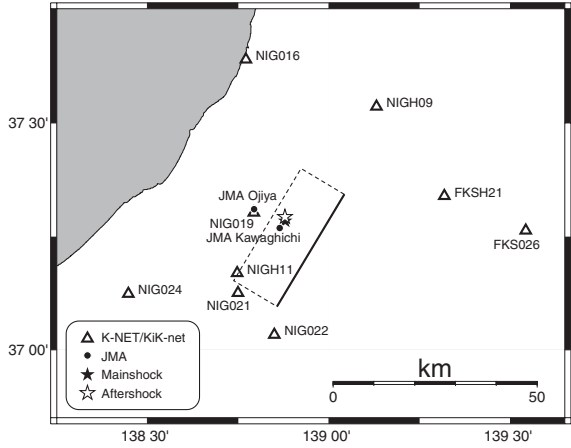 NIG016
NIGH09
37 30'
FKSH21
JMA Ojiya
NIG019
FKS026
JMA Kawaghichi
NIGH11
NIG024
NIG021
NIG022
K-NET/KiK-net
JMA
Mainshock
Aftershock
37 00'
km
0
50
138 30'
139 00'
139 30'